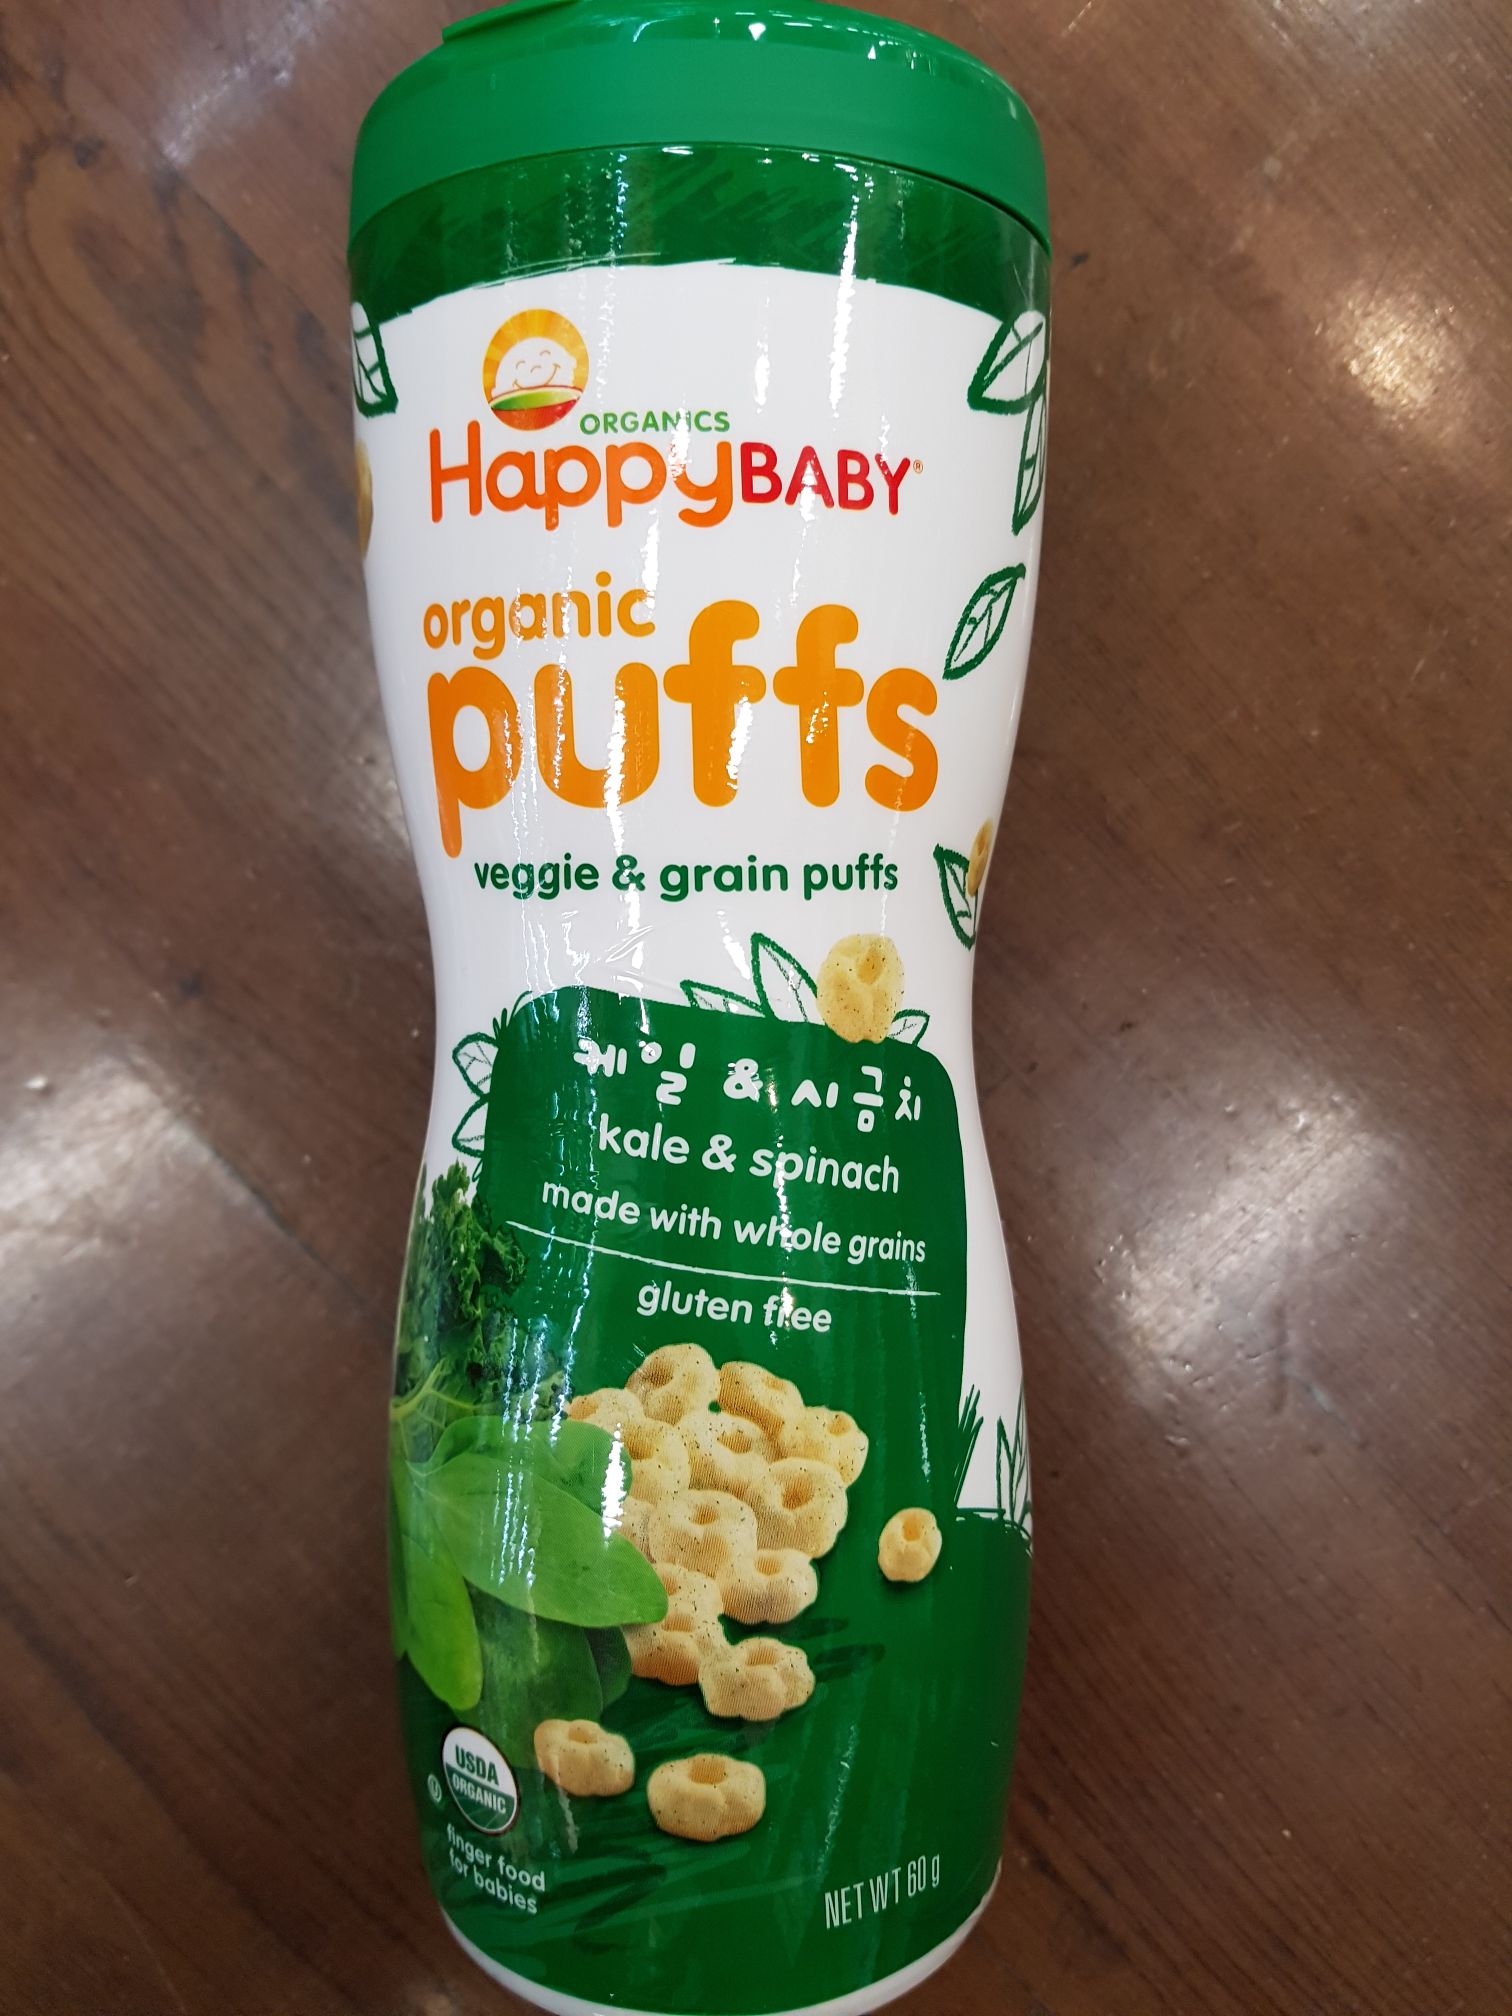 ORGANICS
HappyBABY®
organic
puffs
veggie & grain puffs
케일 & 시금치
kale & spinach
made with whole grains
gluten free
USDA
ORGANIC
finger food
for babies
NET WT 60 g